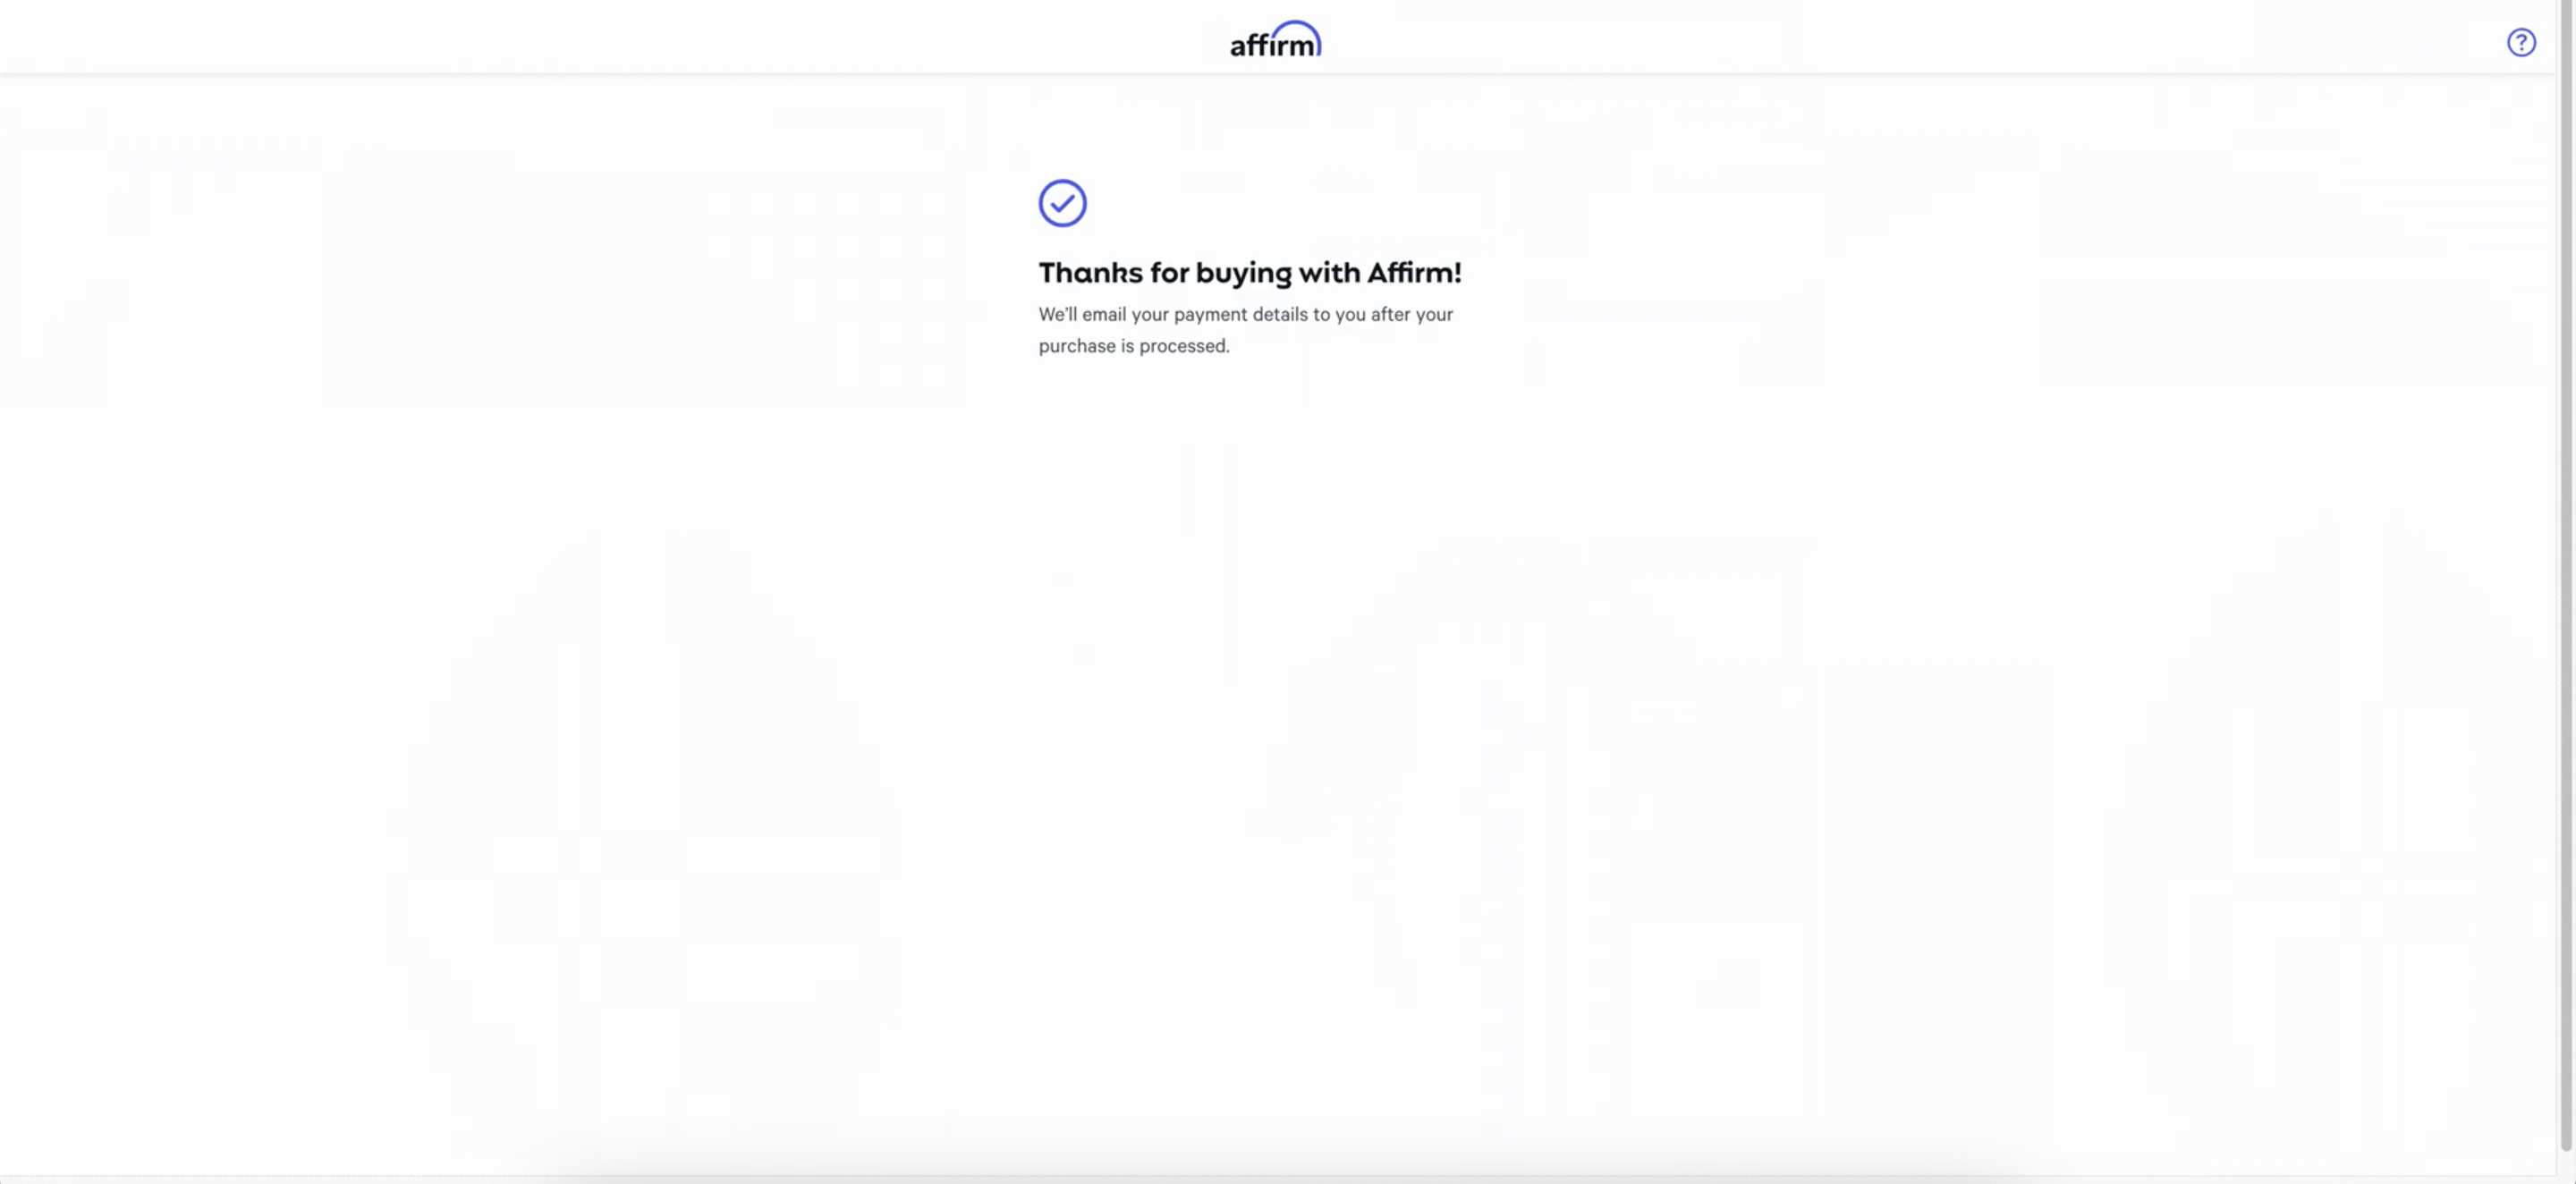 affirm
?
Thanks for buying with Affirm!
We'll email your payment details to you after your
purchase is processed.